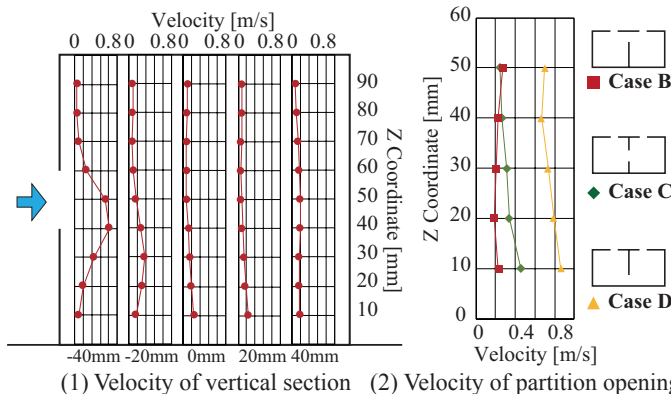 Velocity [m/s]
0 0.8 0 0.8 0 0.8 0 0.8 0 0.8
90
80
70
60
50
40
30
20
10
Z Coordinate [mm]
-40mm -20mm 0mm 20mm 40mm
(1) Velocity of vertical section
60
50
40
30
20
10
0
Z Coordinate [mm]
0 0.4 0.8
Velocity [m/s]
Case B
Case C
Case D
(2) Velocity of partition opening